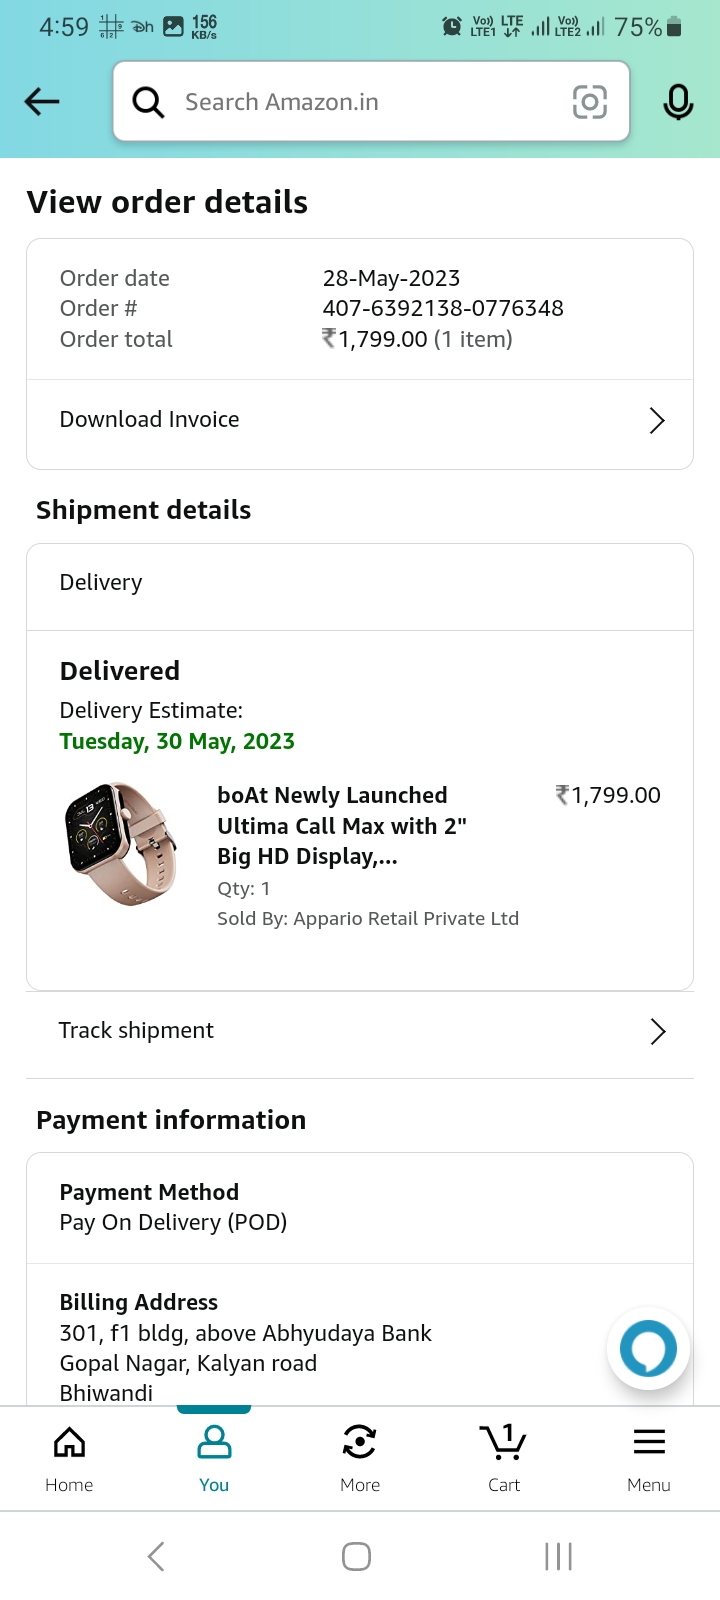 4:59 156 KB/s Vo) LTE1 LTE Vo) LTE2 75%
Search Amazon.in
View order details
Order date 28-May-2023
Order # 407-6392138-0776348
Order total ₹1,799.00 (1 item)
Download Invoice
Shipment details
Delivery
Delivered
Delivery Estimate:
Tuesday, 30 May, 2023
boAt Newly Launched ₹1,799.00
Ultima Call Max with 2"
Big HD Display,...
Qty: 1
Sold By: Appario Retail Private Ltd
Track shipment
Payment information
Payment Method
Pay On Delivery (POD)
Billing Address
301, f1 bldg, above Abhyudaya Bank
Gopal Nagar, Kalyan road
Bhiwandi
1
Home You More Cart Menu